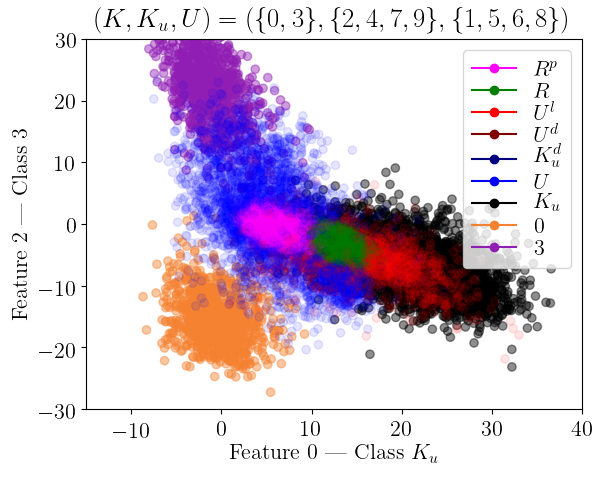 (K, K_u, U) = ({0, 3}, {2, 4, 7, 9}, {1, 5, 6, 8})
30
20
10
0
−10
−20
−30
Feature 2 — Class 3
R^p
R
U^l
U^d
K_u^d
U
K_u
0
3
−10
0
10
20
30
40
Feature 0 — Class K_u